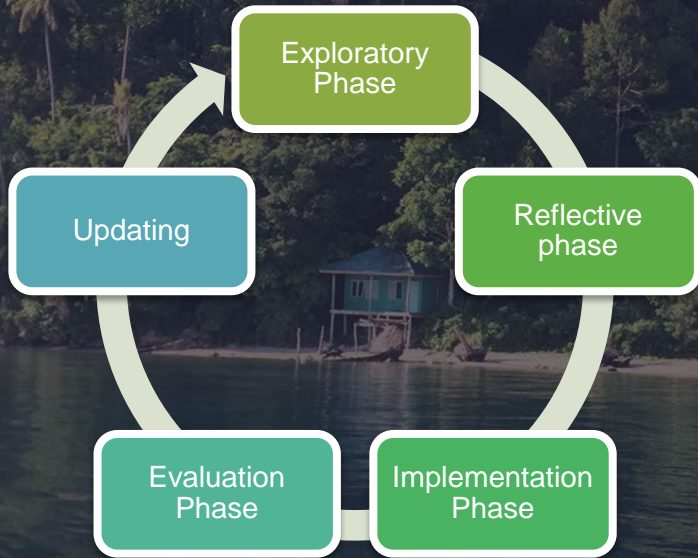 Exploratory
Phase
Reflective
phase
Implementation
Phase
Evaluation
Phase
Updating